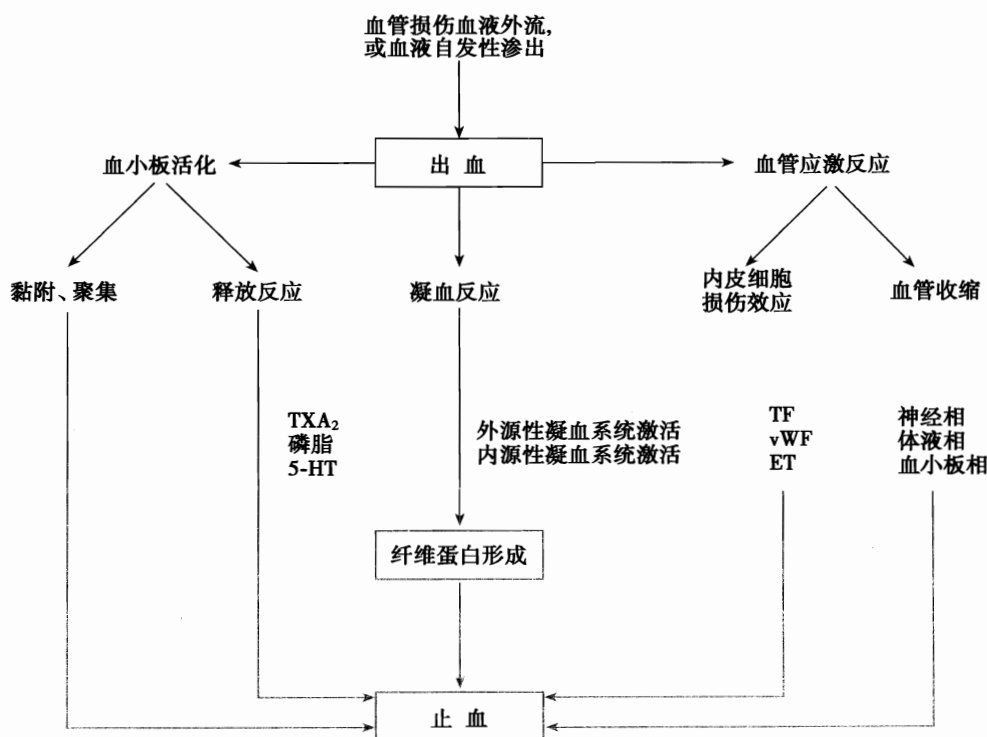 血管损伤血液外流,
或血液自发性渗出
血小板活化
出 血
血管应激反应
黏附、聚集
释放反应
凝血反应
内皮细胞
损伤效应
血管收缩
TXA₂
磷脂
5-HT
外源性凝血系统激活
内源性凝血系统激活
TF
vWF
ET
神经相
体液相
血小板相
纤维蛋白形成
止 血